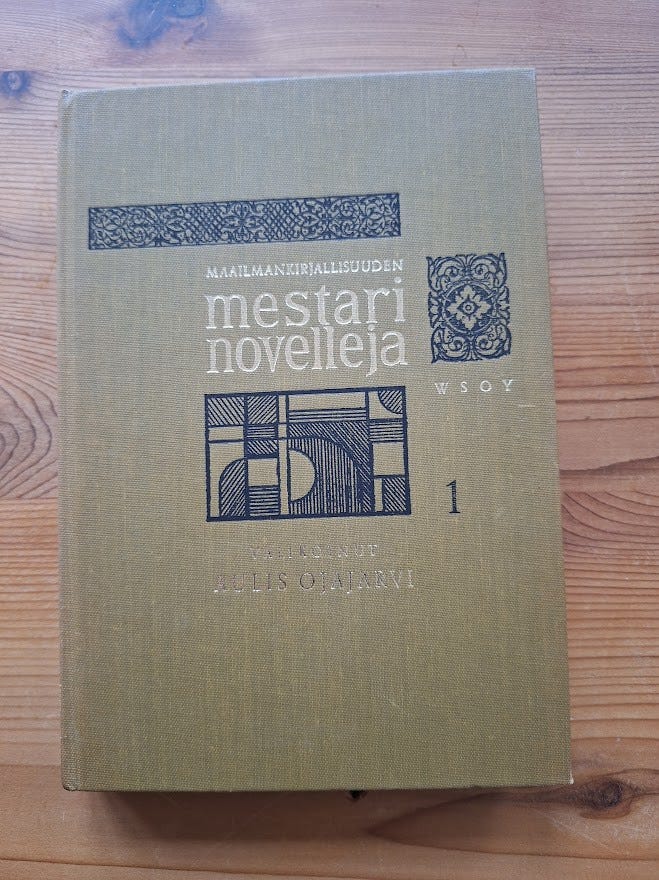 MAAILMANKIRJALLISUUDEN
mestari
novelleja
WSOY
1
VALIKOINUT
AULIS OJAJÄRVI